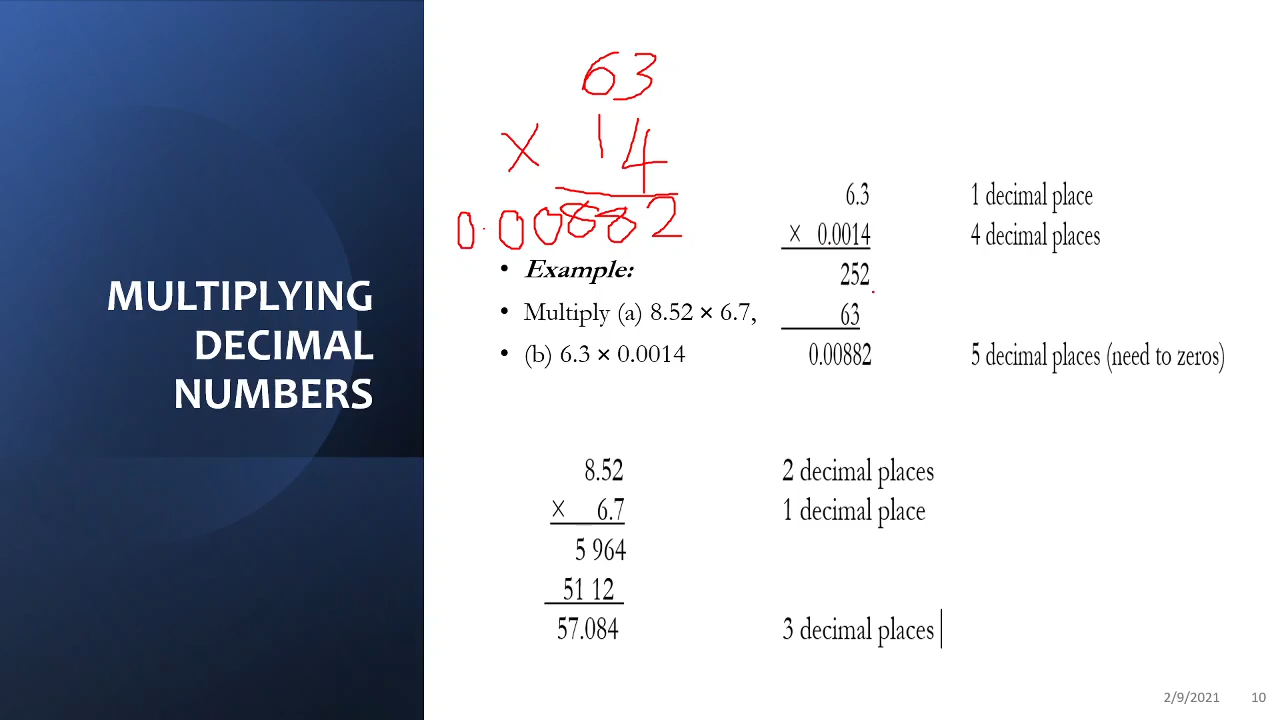 MULTIPLYING
DECIMAL
NUMBERS
63
× 14
0.00882
• Example:
• Multiply (a) 8.52 × 6.7,
• (b) 6.3 × 0.0014
6.3 1 decimal place
× 0.0014 4 decimal places
252
63
0.00882 5 decimal places (need to zeros)
8.52 2 decimal places
× 6.7 1 decimal place
5 964
51 12
57.084 3 decimal places
2/9/2021 10